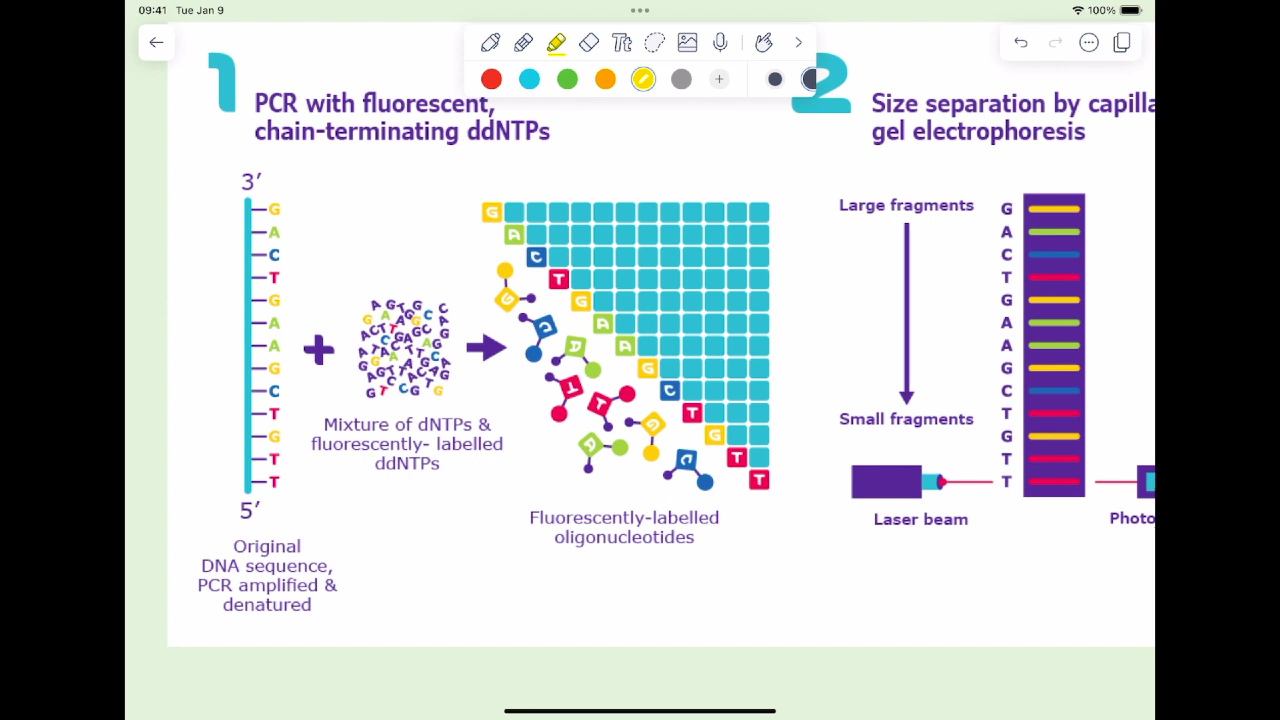 09:41 Tue Jan 9
100%
Tt
1
PCR with fluorescent,
chain-terminating ddNTPs
3′
G
A
C
T
G
A
A
G
C
T
G
T
T
5′
Original
DNA sequence,
PCR amplified &
denatured
Mixture of dNTPs &
fluorescently- labelled
ddNTPs
G
A
C
T
G
A
A
G
C
T
G
T
T
Fluorescently-labelled
oligonucleotides
2
Size separation by capilla
gel electrophoresis
Large fragments
Small fragments
G
A
C
T
G
A
A
G
C
T
G
T
T
Laser beam
Photo